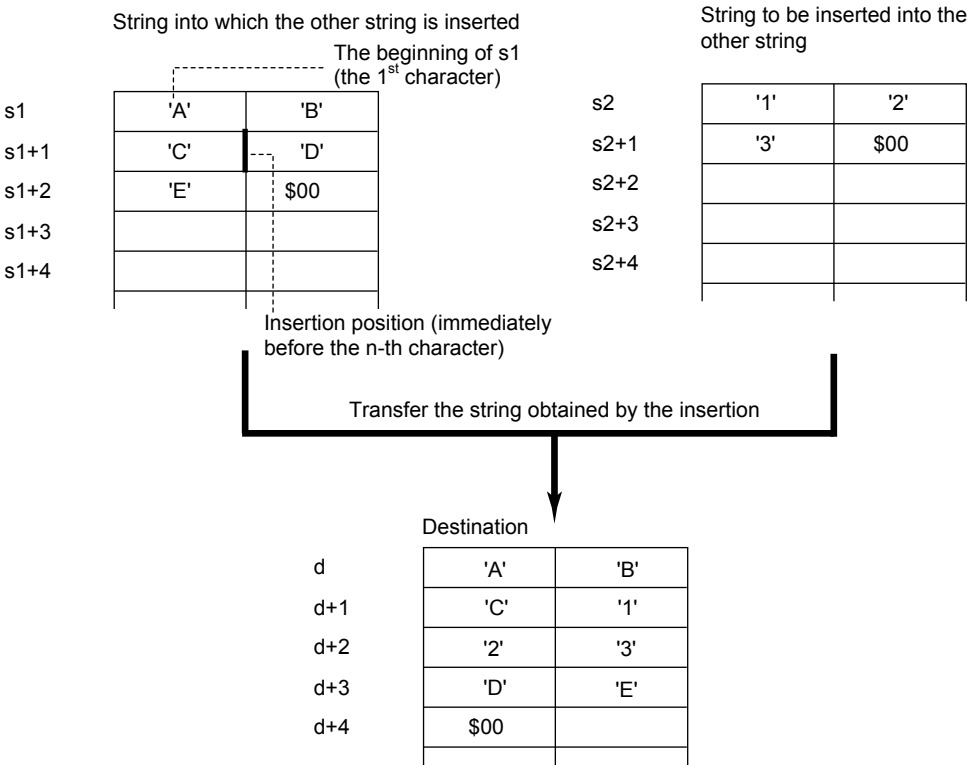 String into which the other string is inserted
The beginning of s1
(the 1st character)
s1 'A' 'B'
s1+1 'C' 'D'
s1+2 'E' $00
s1+3
s1+4
Insertion position (immediately
before the n-th character)
String to be inserted into the
other string
s2 '1' '2'
s2+1 '3' $00
s2+2
s2+3
s2+4
Transfer the string obtained by the insertion
Destination
d 'A' 'B'
d+1 'C' '1'
d+2 '2' '3'
d+3 'D' 'E'
d+4 $00